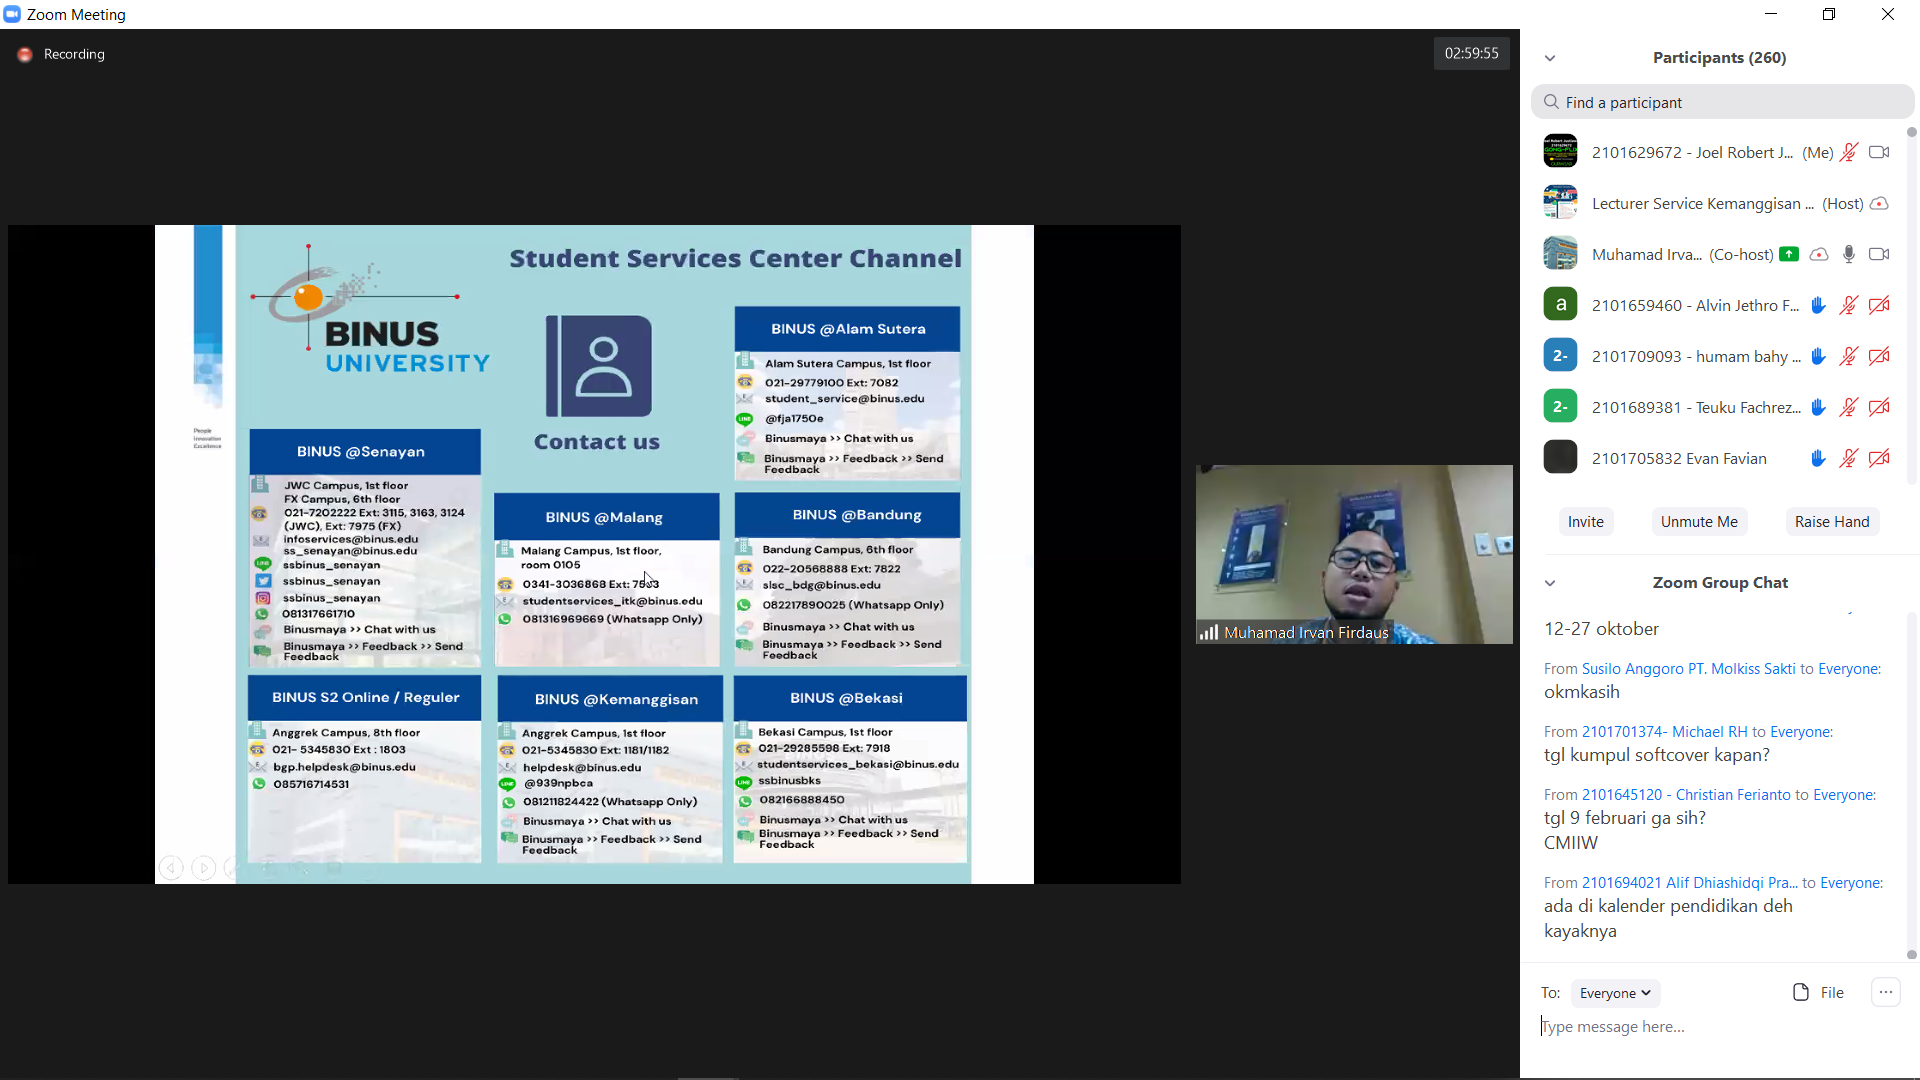 Zoom Meeting
Recording
02:59:55
People
Innovation
Excellence
BINUS
UNIVERSITY
Student Services Center Channel
Contact us
BINUS @Alam Sutera
Alam Sutera Campus, 1st floor
021-29779100 Ext: 7082
student_service@binus.edu
LINE
@fja1750e
Binusmaya >> Chat with us
Binusmaya >> Feedback >> Send
Feedback
BINUS @Senayan
JWC Campus, 1st floor
FX Campus, 6th floor
021-7202222 Ext: 3115, 3163, 3124
(JWC), Ext: 7975 (FX)
infoservices@binus.edu
ss_senayan@binus.edu
LINE
ssbinus_senayan
ssbinus_senayan
ssbinus_senayan
081317661710
Binusmaya >> Chat with us
Binusmaya >> Feedback >> Send
Feedback
BINUS @Malang
Malang Campus, 1st floor,
room 0105
0341-3036868 Ext:
studentservices_itk@binus.edu
081316969669 (Whatsapp Only)
BINUS @Bandung
Bandung Campus, 6th floor
022-20568888 Ext: 7822
slsc_bdg@binus.edu
082217890025 (Whatsapp Only)
Binusmaya >> Chat with us
Binusmaya >> Feedback >> Send
Feedback
BINUS S2 Online / Reguler
Anggrek Campus, 8th floor
021- 5345830 Ext : 1803
bgp.helpdesk@binus.edu
085716714531
BINUS @Kemanggisan
Anggrek Campus, 1st floor
021-5345830 Ext: 1181/1182
helpdesk@binus.edu
LINE
@939npbca
081211824422 (Whatsapp Only)
Binusmaya >> Chat with us
Binusmaya >> Feedback >> Send
Feedback
BINUS @Bekasi
Bekasi Campus, 1st floor
021-29285598 Ext: 7918
studentservices_bekasi@binus.edu
LINE
ssbinusbks
082166888450
Binusmaya >> Chat with us
Binusmaya >> Feedback >> Send
Feedback
Muhamad Irvan Firdaus
Participants (260)
Find a participant
2101629672 - Joel Robert J... (Me)
Lecturer Service Kemanggisan ... (Host)
Muhamad Irva... (Co-host)
a
2101659460 - Alvin Jethro F...
2-
2101709093 - humam bahy ...
2-
2101689381 - Teuku Fachrez...
2101705832 Evan Favian
Invite
Unmute Me
Raise Hand
Zoom Group Chat
12-27 oktober
From Susilo Anggoro PT. Molkiss Sakti to Everyone:
okmkasih
From 2101701374- Michael RH to Everyone:
tgl kumpul softcover kapan?
From 2101645120 - Christian Ferianto to Everyone:
tgl 9 februari ga sih?
CMIIW
From 2101694021 Alif Dhiashidqi Pra... to Everyone:
ada di kalender pendidikan deh
kayaknya
To: Everyone
File
...
Type message here...